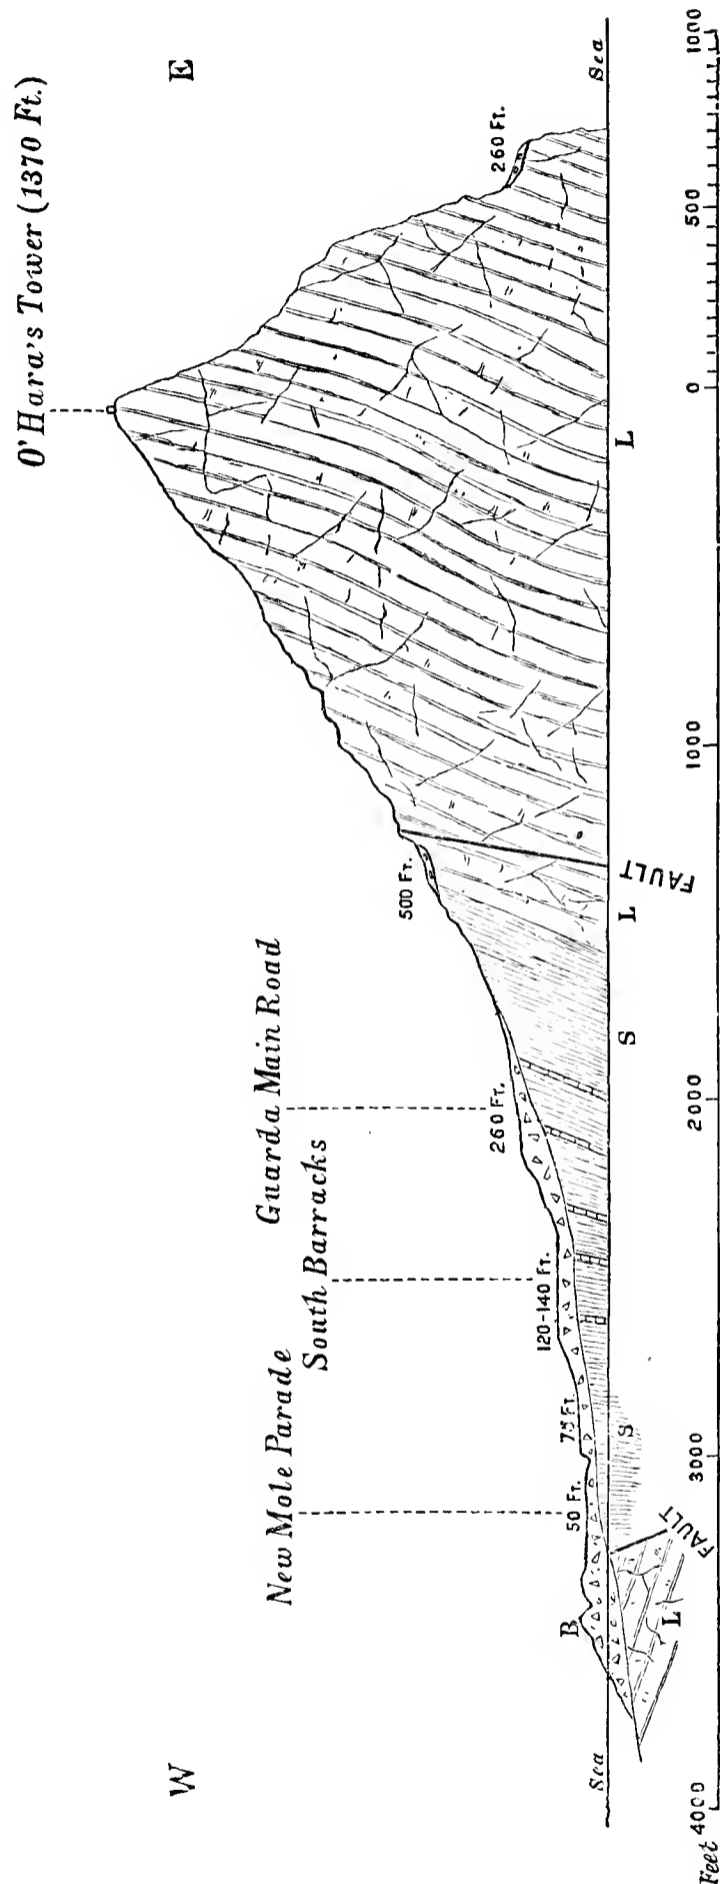 O'Hara's Tower (1370 Ft.)
W
E
Guarda Main Road
South Barracks
New Mole Parade
500 Ft.
260 Ft.
260 Ft.
120-140 Ft.
75 Ft.
50 Ft.
B
Sea
Sea
S
L
FAULT
S
L
FAULT
L
Feet 4000
3000
2000
1000
0
500
1000